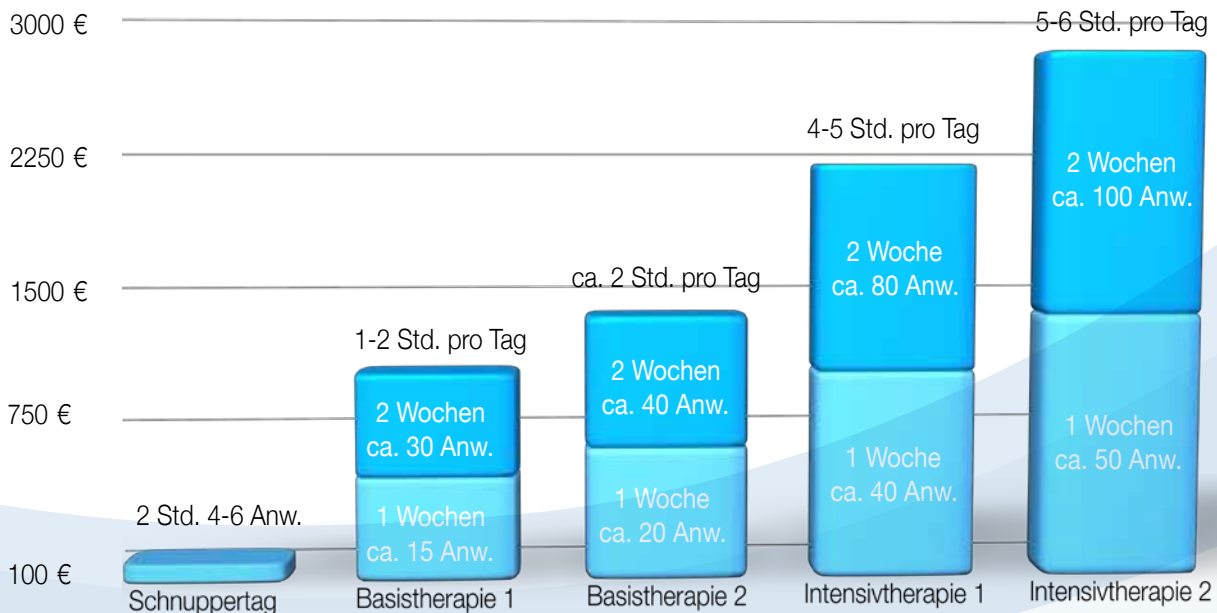 3000 €
2250 €
1500 €
750 €
100 €
2 Std. 4-6 Anw.
Schnuppertag
1-2 Std. pro Tag
2 Wochen
ca. 30 Anw.
1 Wochen
ca. 15 Anw.
Basistherapie 1
ca. 2 Std. pro Tag
2 Wochen
ca. 40 Anw.
1 Woche
ca. 20 Anw.
Basistherapie 2
4-5 Std. pro Tag
2 Woche
ca. 80 Anw.
1 Woche
ca. 40 Anw.
Intensivtherapie 1
5-6 Std. pro Tag
2 Wochen
ca. 100 Anw.
1 Wochen
ca. 50 Anw.
Intensivtherapie 2